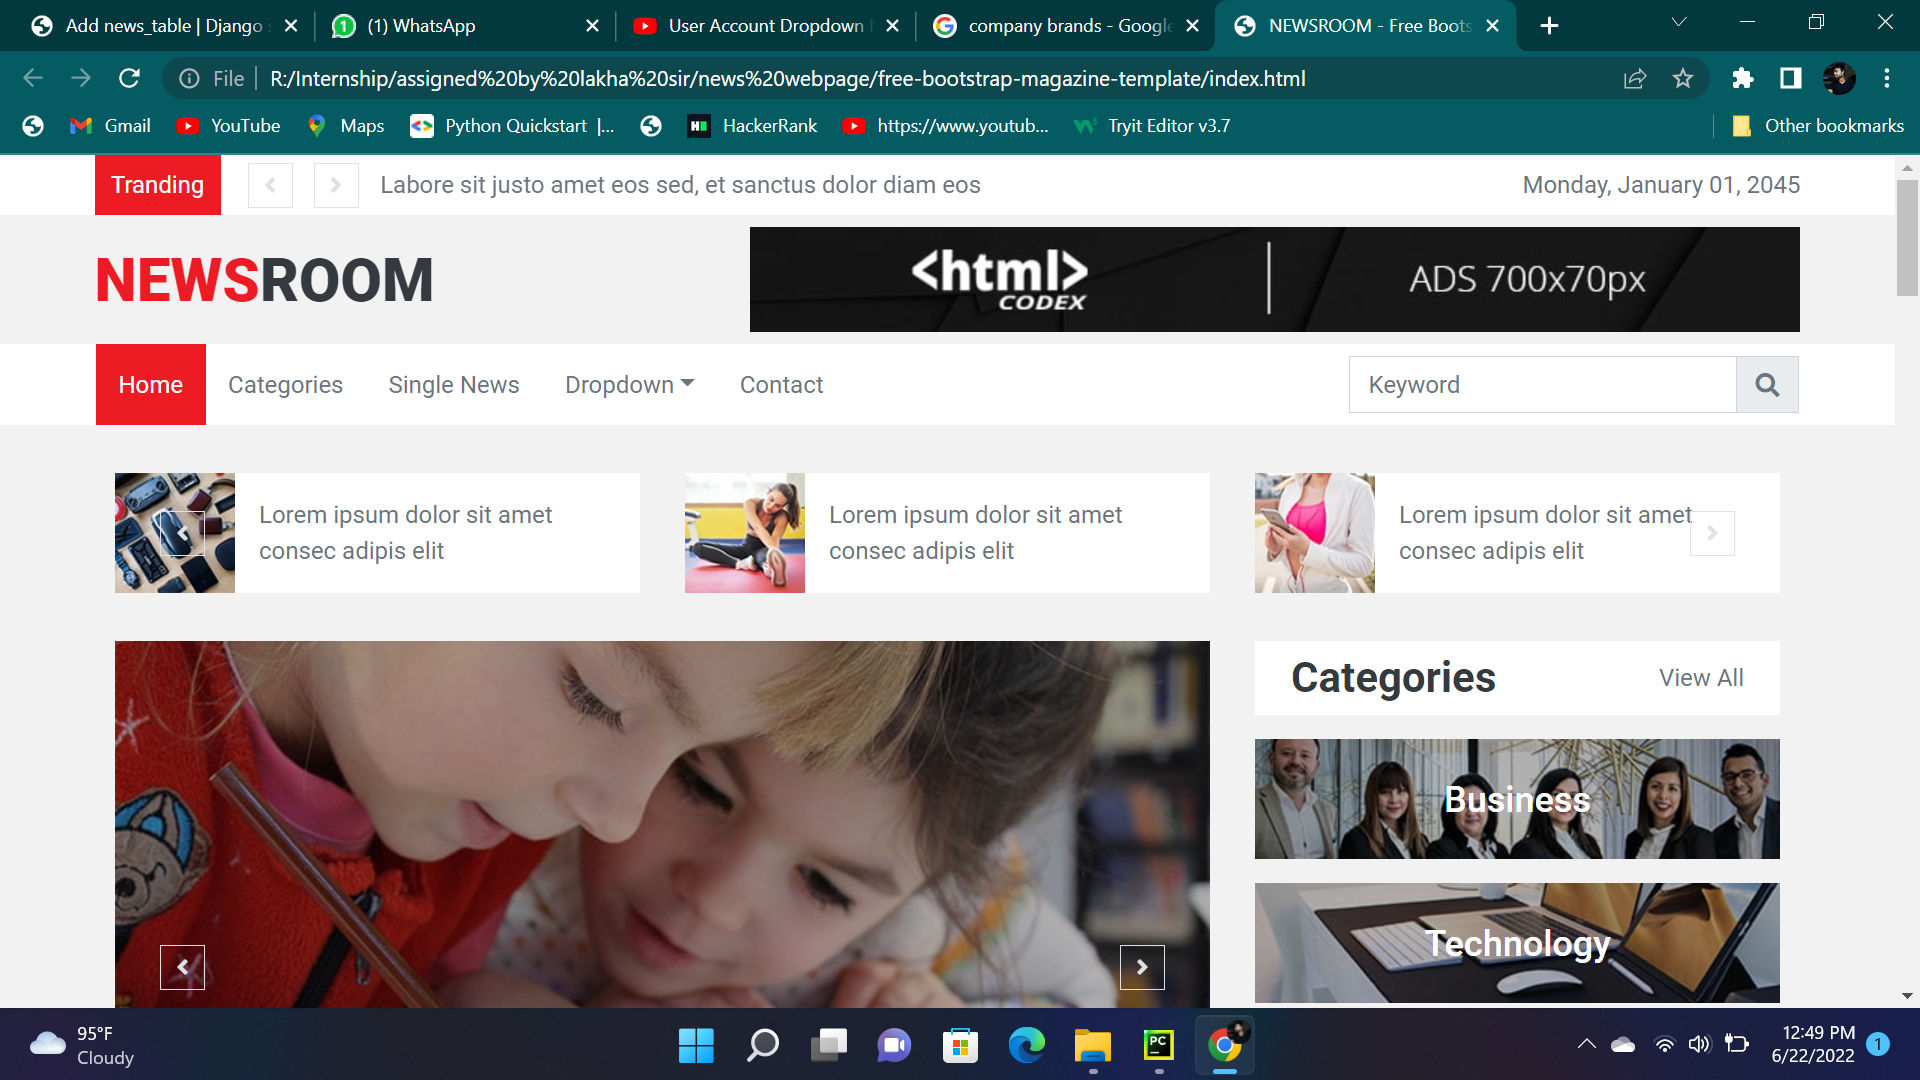 Add news_table | Django
(1) WhatsApp
User Account Dropdown
company brands - Google
NEWSROOM - Free Boots
File
R:/Internship/assigned%20by%20lakha%20sir/news%20webpage/free-bootstrap-magazine-template/index.html
Gmail
YouTube
Maps
Python Quickstart |...
HackerRank
https://www.youtub...
Tryit Editor v3.7
Other bookmarks
Tranding
Labore sit justo amet eos sed, et sanctus dolor diam eos
Monday, January 01, 2045
NEWSROOM
<html>
CODEX
ADS 700x70px
Home
Categories
Single News
Dropdown
Contact
Keyword
Lorem ipsum dolor sit amet
consec adipis elit
Lorem ipsum dolor sit amet
consec adipis elit
Lorem ipsum dolor sit amet
consec adipis elit
Categories
View All
Business
Technology
95°F
Cloudy
PC
12:49 PM
6/22/2022
1